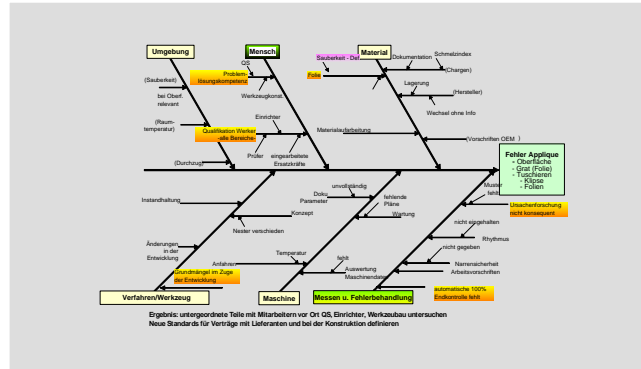 Umgebung
Mensch
Material
Sauberkeit - Def
Dokumentation
Schmelzindex
QS
(Chargen)
(Sauberkeit)
Problem-
lösungskompetenz
Folie
bei Oberf.
relevant
Werkzeugkonst.
Lagerung
(Hersteller)
Einrichter
Wechsel ohne Info
(Raum-
temperatur)
Qualifikation Werker
-alle Bereiche-
Materialaufarbeitung
(Vorschriften OEM )
Prüfer
eingearbeitete
Ersatzkräfte
(Durchzug)
Fehler Applique
- Oberfläche
- Grat (Folie)
- Tuschieren
- Klipse
- Folien
unvollständig
Muster
fehlt
Instandhaltung
Doku
Parameter
fehlende
Pläne
Ursachenforschung
nicht konsequent
Konzept
Wartung
nicht eingehalten
Nester verschieden
Rhythmus
Änderungen
in der
Entwicklung
Temperatur
fehlt
nicht gegeben
Anfahren
Narrensicherheit
Grundmängel im Zuge
der Entwicklung
Auswertung
Maschinendaten
Arbeitsvorschriften
automatische 100%
Endkontrolle fehlt
Verfahren/Werkzeug
Maschine
Messen u. Fehlerbehandlung
Ergebnis: untergeordnete Teile mit Mitarbeitern vor Ort QS, Einrichter, Werkzeubau untersuchen
Neue Standards für Verträge mit Lieferanten und bei der Konstruktion definieren